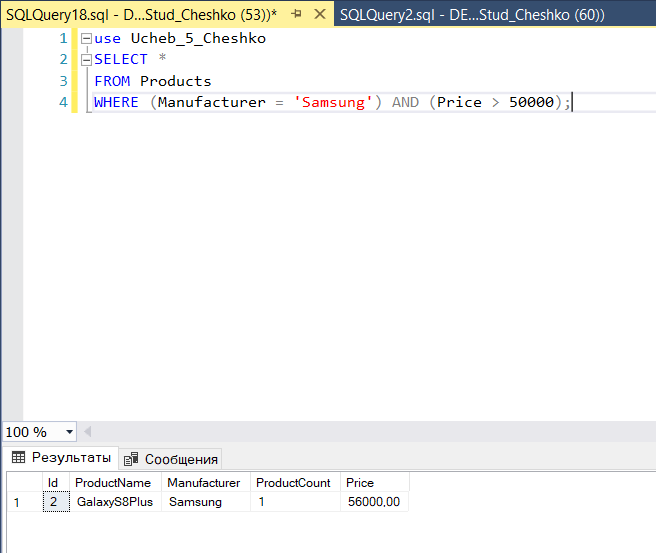 SQLQuery18.sql - D...Stud_Cheshko (53))* SQLQuery2.sql - DE...Stud_Cheshko (60))
1 use Ucheb_5_Cheshko
2 SELECT *
3 FROM Products
4 WHERE (Manufacturer = 'Samsung') AND (Price > 50000);
100 %
Результаты Сообщения
Id ProductName Manufacturer ProductCount Price
1 2 GalaxyS8Plus Samsung 1 56000,00